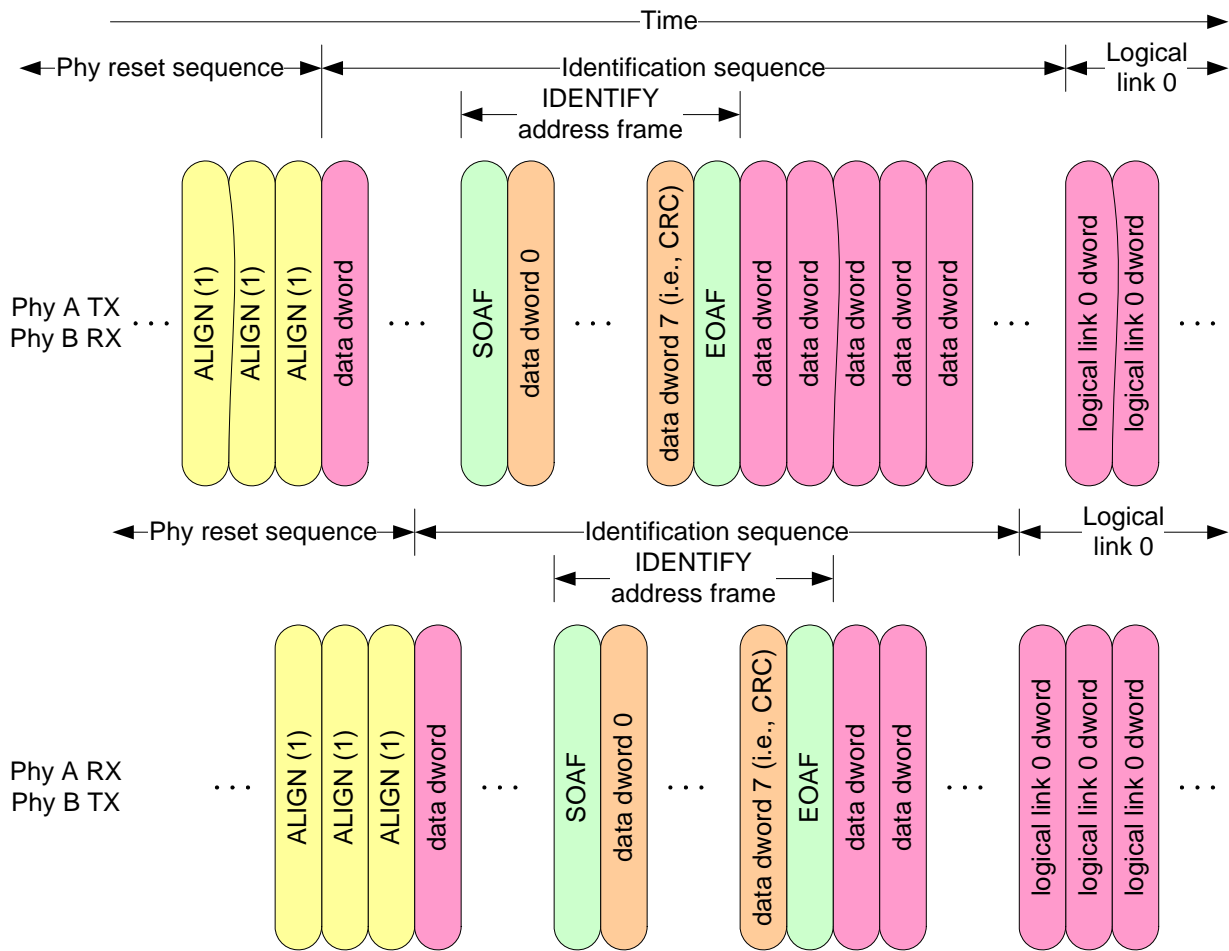 Time
Phy reset sequence
Identification sequence
Logical
link 0
IDENTIFY
address frame
Phy A TX
Phy B RX
. . .
ALIGN (1)
ALIGN (1)
ALIGN (1)
data dword
. . .
SOAF
data dword 0
. . .
data dword 7 (i.e., CRC)
EOAF
data dword
data dword
data dword
data dword
data dword
. . .
logical link 0 dword
logical link 0 dword
. . .
Phy reset sequence
Identification sequence
Logical
link 0
IDENTIFY
address frame
Phy A RX
Phy B TX
. . .
ALIGN (1)
ALIGN (1)
ALIGN (1)
data dword
. . .
SOAF
data dword 0
. . .
data dword 7 (i.e., CRC)
EOAF
data dword
data dword
. . .
logical link 0 dword
logical link 0 dword
logical link 0 dword
. . .